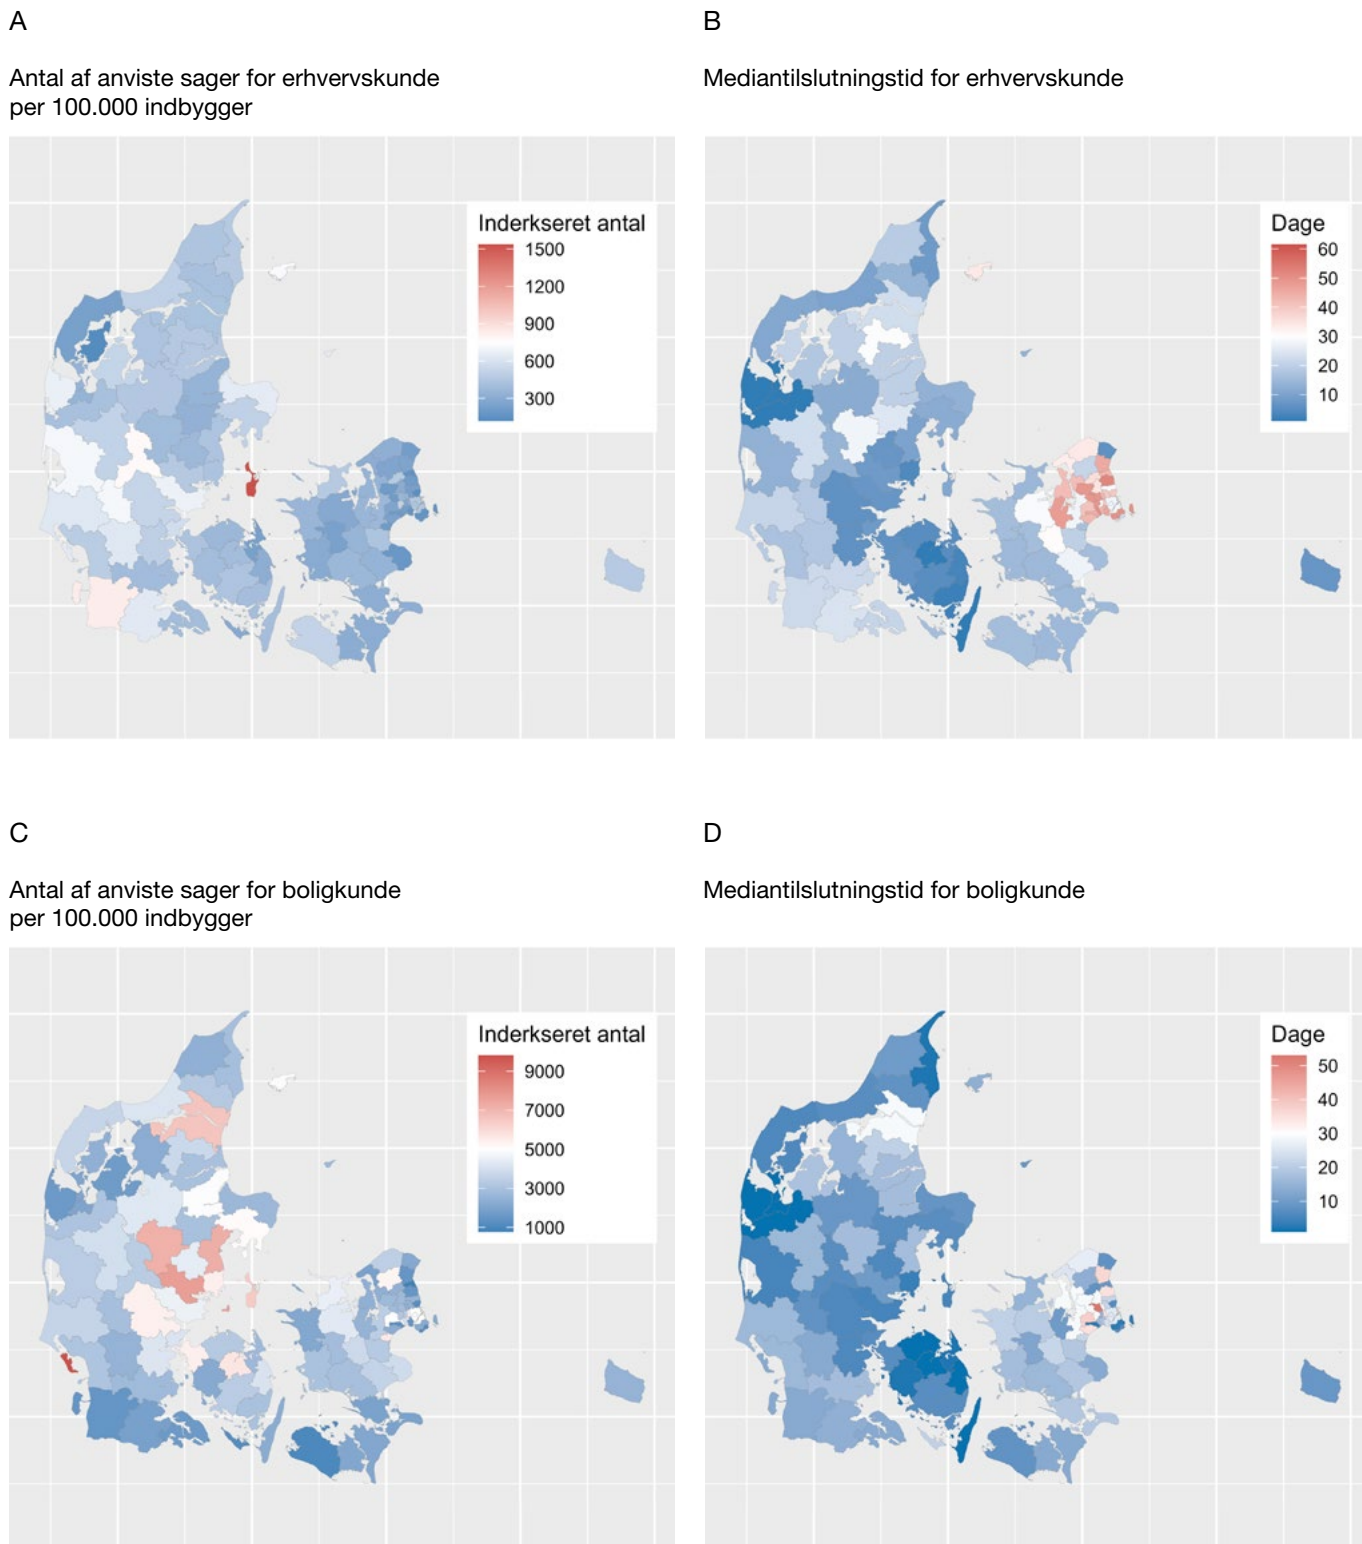 A
Antal af anviste sager for erhvervskunde
per 100.000 indbygger
Inderkseret antal
1500
1200
900
600
300
B
Mediantilslutningstid for erhvervskunde
Dage
60
50
40
30
20
10
C
Antal af anviste sager for boligkunde
per 100.000 indbygger
Inderkseret antal
9000
7000
5000
3000
1000
D
Mediantilslutningstid for boligkunde
Dage
50
40
30
20
10